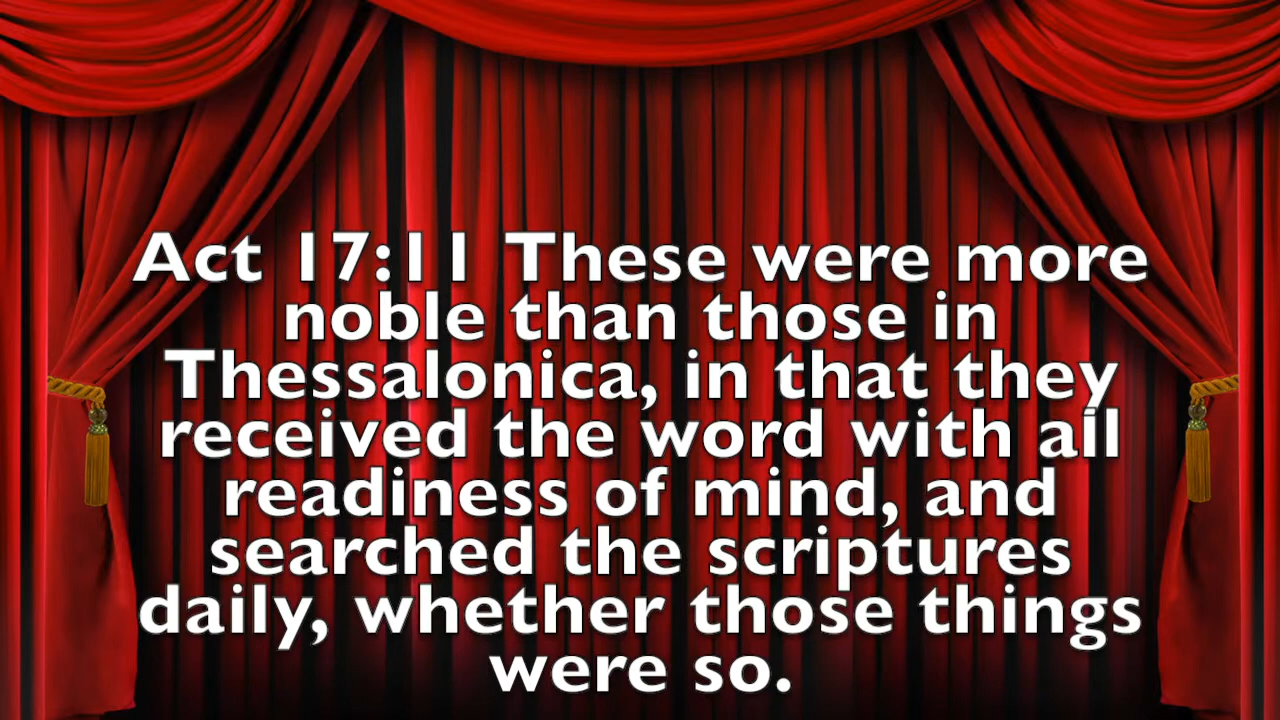 Act 17:11 These were more
noble than those in
Thessalonica, in that they
received the word with all
readiness of mind, and
searched the scriptures
daily, whether those things
were so.